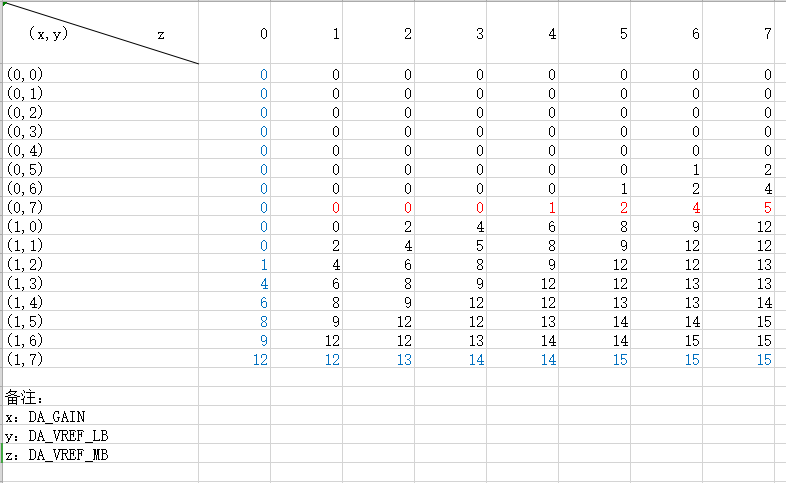 (x,y) z 0 1 2 3 4 5 6 7
(0,0) 0 0 0 0 0 0 0 0
(0,1) 0 0 0 0 0 0 0 0
(0,2) 0 0 0 0 0 0 0 0
(0,3) 0 0 0 0 0 0 0 0
(0,4) 0 0 0 0 0 0 0 0
(0,5) 0 0 0 0 0 0 1 2
(0,6) 0 0 0 0 0 1 2 4
(0,7) 0 0 0 0 1 2 4 5
(1,0) 0 0 2 4 6 8 9 12
(1,1) 0 2 4 5 8 9 12 12
(1,2) 1 4 6 8 9 12 12 13
(1,3) 4 6 8 9 12 12 13 13
(1,4) 6 8 9 12 12 13 13 14
(1,5) 8 9 12 12 13 14 14 15
(1,6) 9 12 12 13 14 14 15 15
(1,7) 12 12 13 14 14 15 15 15
备注：
x：DA_GAIN
y：DA_VREF_LB
z：DA_VREF_MB